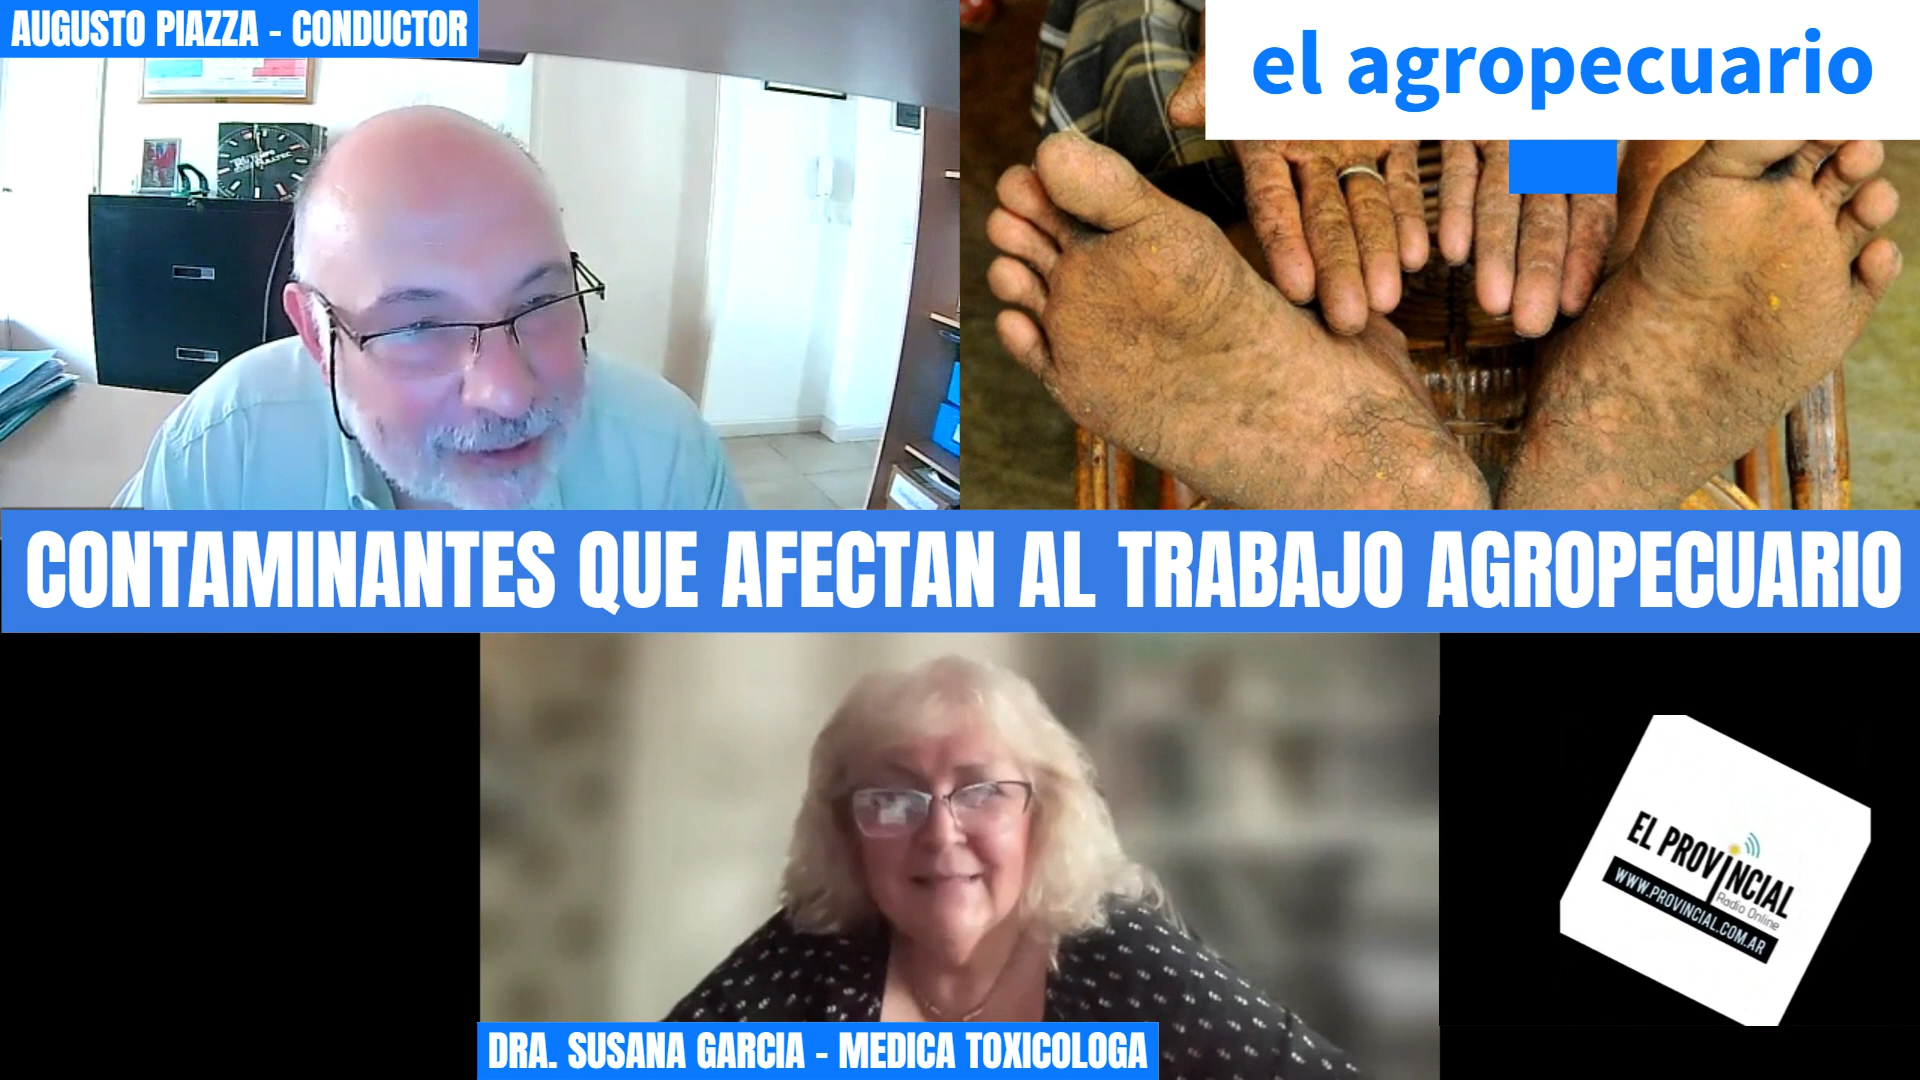 AUGUSTO PIAZZA - CONDUCTOR
el agropecuario
CONTAMINANTES QUE AFECTAN AL TRABAJO AGROPECUARIO
EL PROVINCIAL
Radio Online
WWW.PROVINCIAL.COM.AR
DRA. SUSANA GARCIA - MEDICA TOXICOLOGA